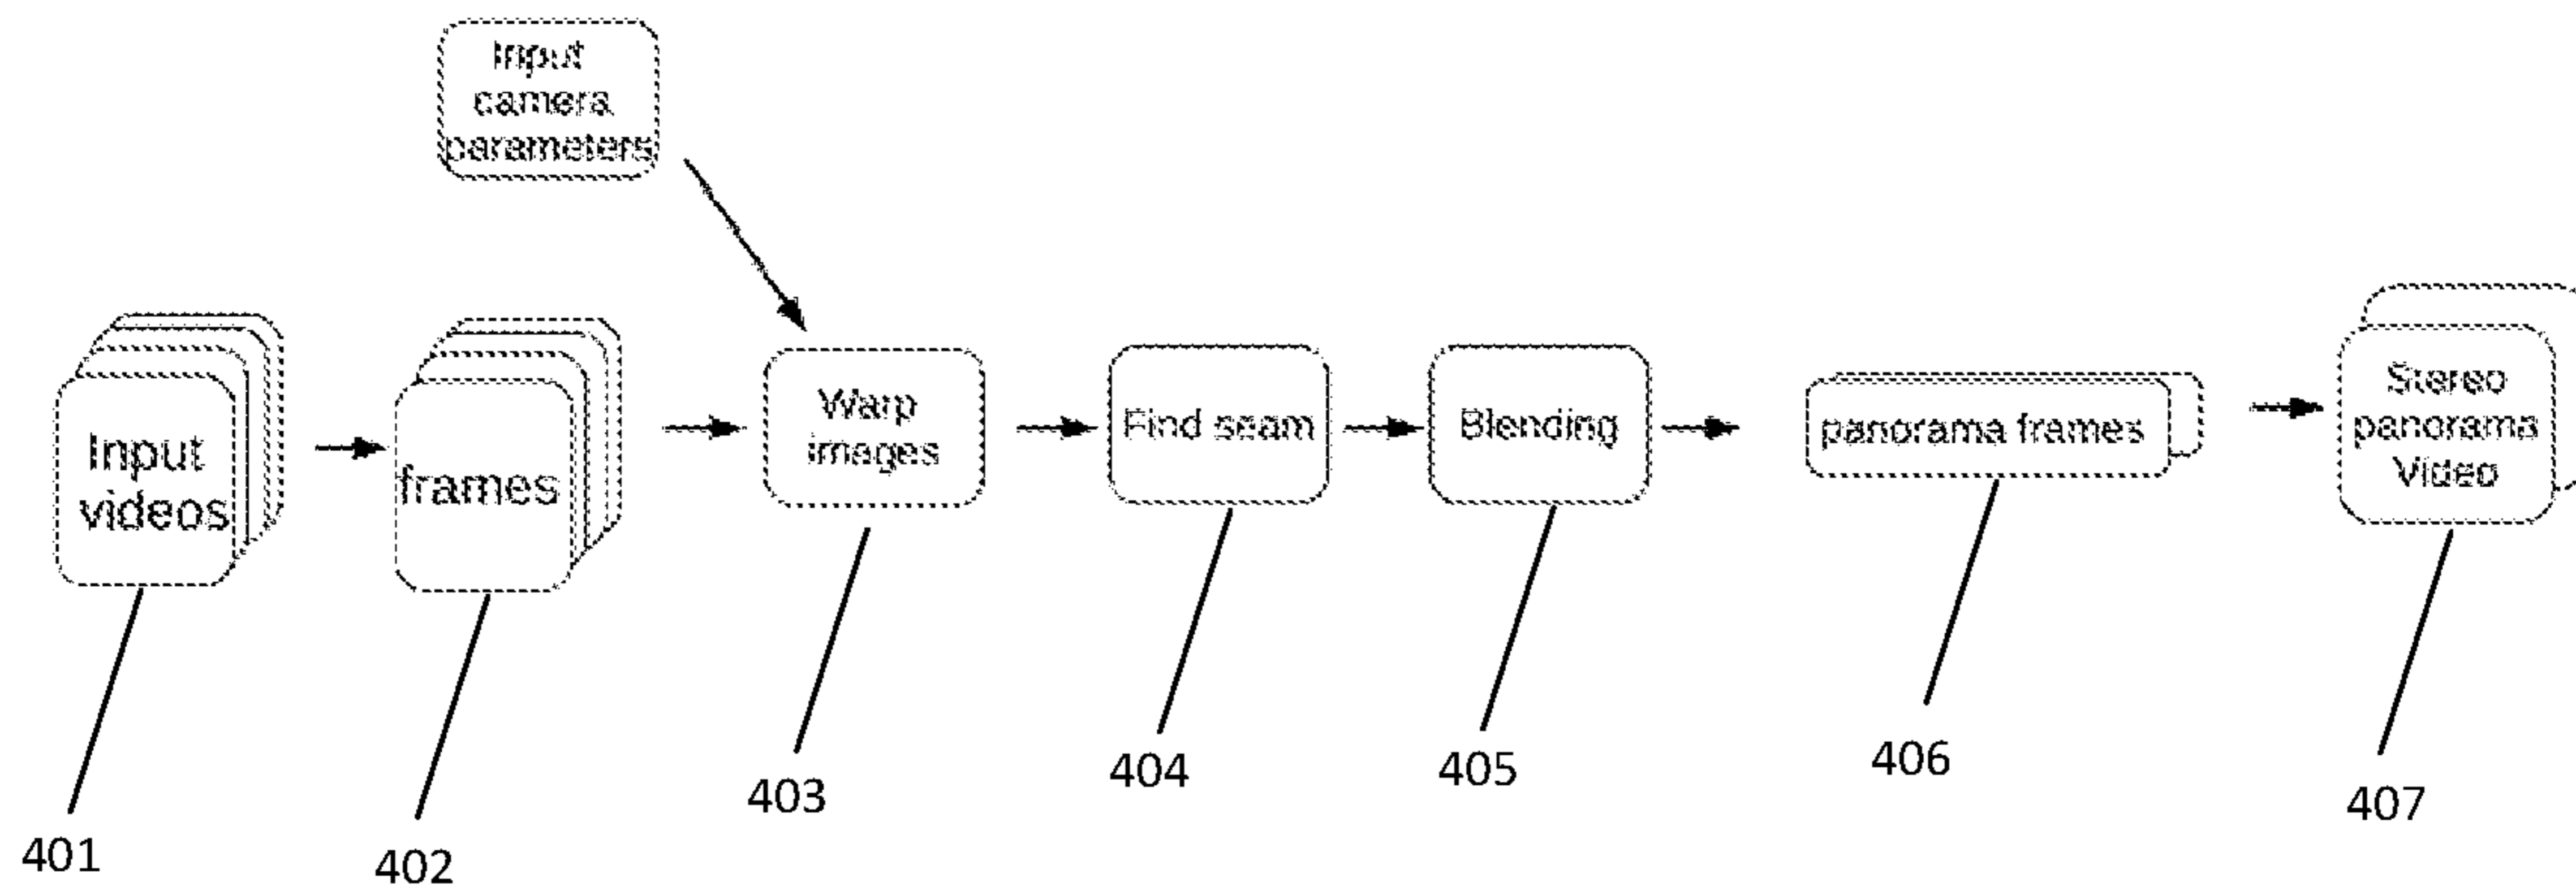 Input
camera
parameters
Input
videos
frames
Warp
images
Find seam
Blending
panorama frames
Stereo
panorama
Video
401
402
403
404
405
406
407